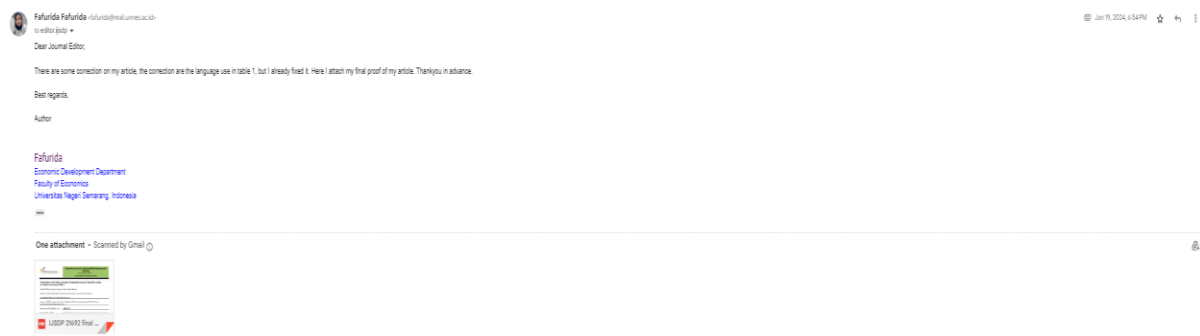 Fafurida Fafurida <fafurida@mail.unnes.ac.id>
Jan 19, 2024, 6:54 PM
to editor.ijsdp
Dear Journal Editor,
There are some correction on my article, the correction are the language use in table 1, but I already fixed it. Here I attach my final proof of my article. Thankyou in advance.
Best regards,
Author
Fafurida
Economic Development Department
Faculty of Economics
Universitas Negeri Semarang, Indonesia
One attachment • Scanned by Gmail
IJSDP 31692 final ...